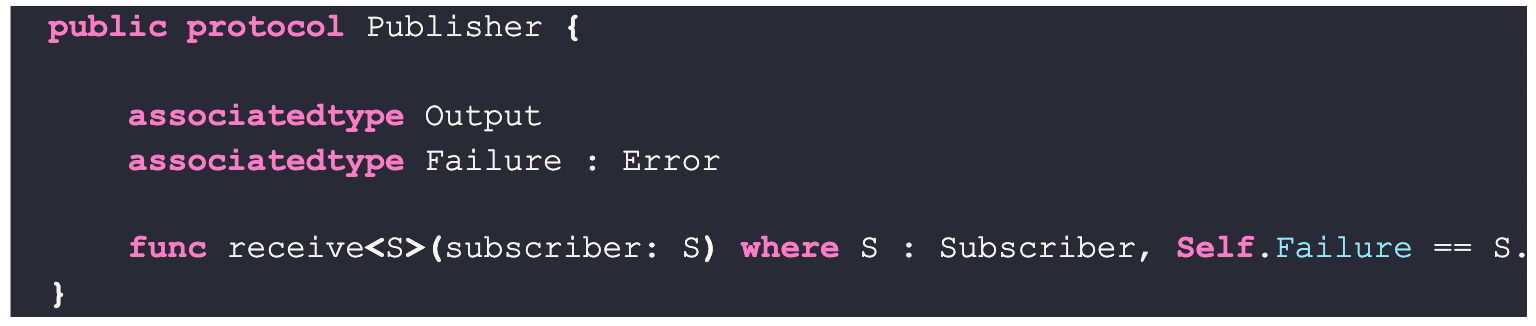 public protocol Publisher {
associatedtype Output
associatedtype Failure : Error
func receive<S>(subscriber: S) where S : Subscriber, Self.Failure == S.
}